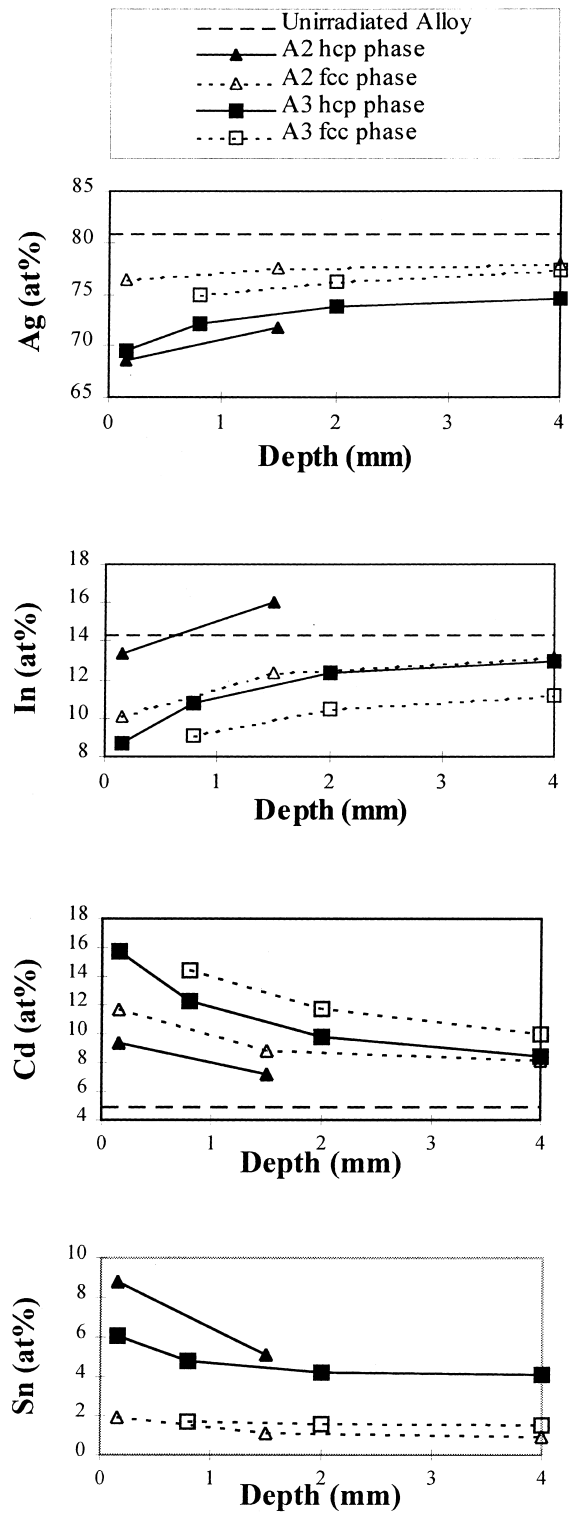 Unirradiated Alloy
A2 hcp phase
A2 fcc phase
A3 hcp phase
A3 fcc phase
85
80
75
70
65
Ag (at%)
0 1 2 3 4
Depth (mm)
18
16
14
12
10
8
In (at%)
0 1 2 3 4
Depth (mm)
18
16
14
12
10
8
6
4
Cd (at%)
0 1 2 3 4
Depth (mm)
10
8
6
4
2
0
Sn (at%)
0 1 2 3 4
Depth (mm)